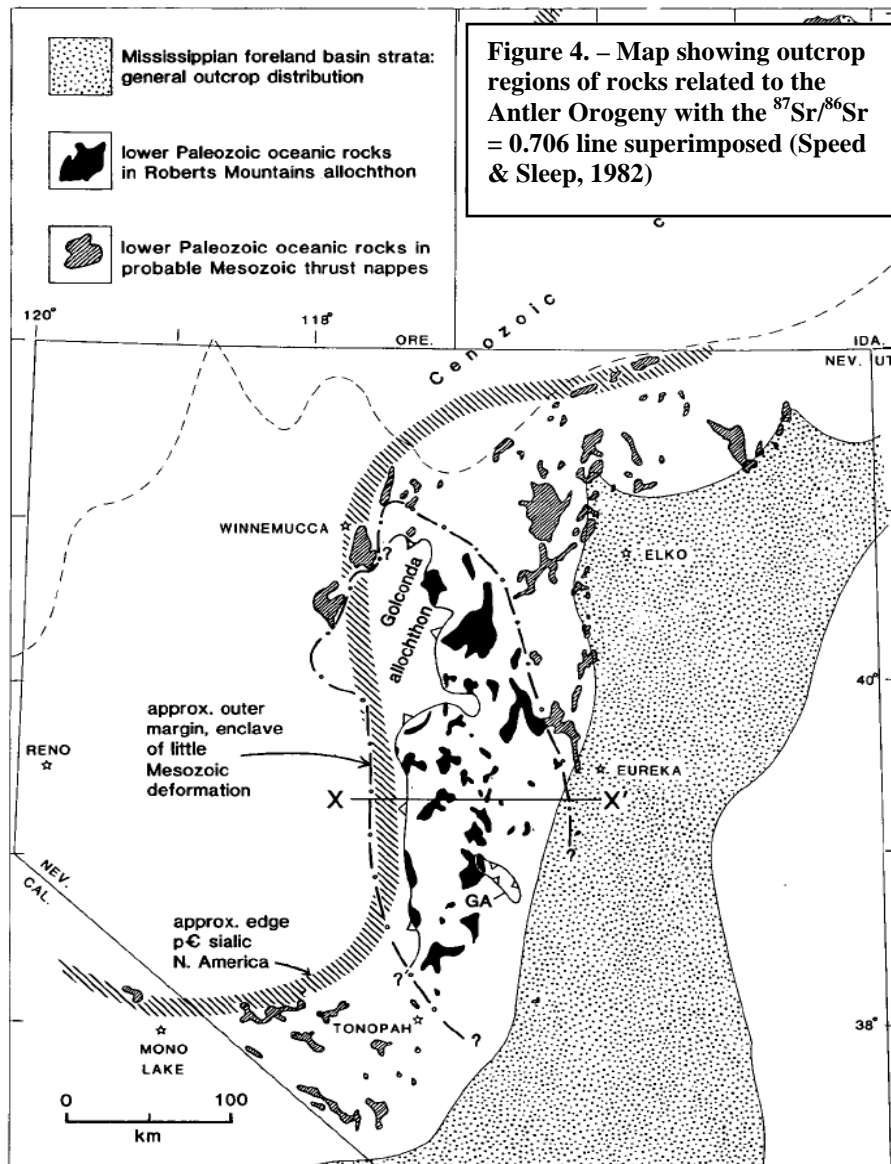 Mississippian foreland basin strata:
general outcrop distribution
lower Paleozoic oceanic rocks
in Roberts Mountains allochthon
lower Paleozoic oceanic rocks in
probable Mesozoic thrust nappes
Figure 4. – Map showing outcrop
regions of rocks related to the
Antler Orogeny with the ⁸⁷Sr/⁸⁶Sr
= 0.706 line superimposed (Speed
& Sleep, 1982)
c
120°
118°
ORE.
Cenozoic
IDA.
NEV.
UT
WINNEMUCCA
ELKO
?
Golconda
allochthon
40°
approx. outer
margin, enclave
of little
Mesozoic
deformation
RENO
EUREKA
X
X'
?
NEV.
CAL.
GA
approx. edge
p€ sialic
N. America
?
TONOPAH
?
38°
MONO
LAKE
0
100
km